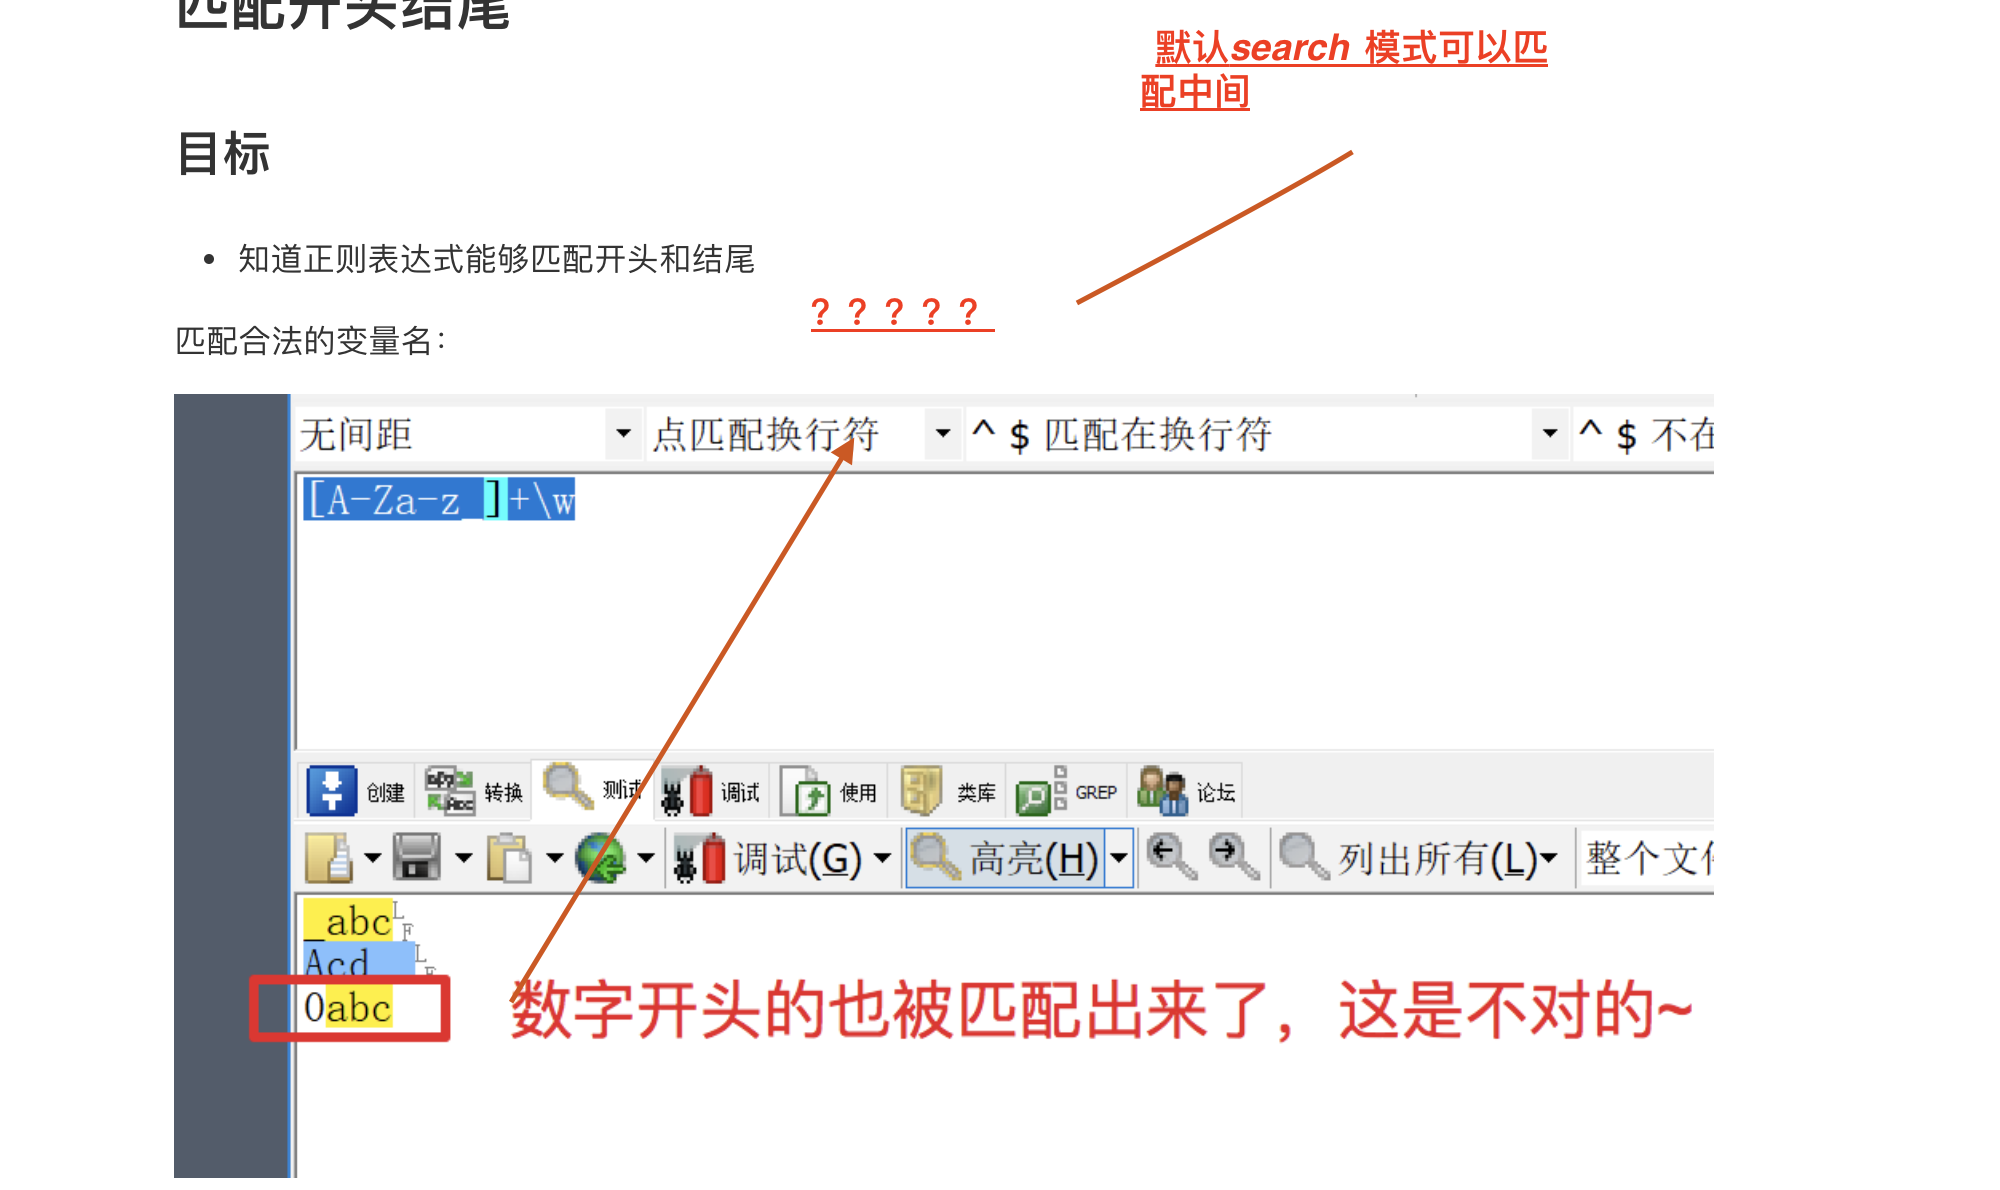 匹配开头结尾
默认search 模式可以匹
配中间
目标
知道正则表达式能够匹配开头和结尾
？？？？？
匹配合法的变量名：
无间距 点匹配换行符 ^ $ 匹配在换行符 ^ $ 不在
[A-Za-z_]+\w
创建 转换 测试 调试 使用 类库 GREP 论坛
调试(G) 高亮(H) 列出所有(L) 整个文件
_abc LF
Acd LF
0abc
数字开头的也被匹配出来了，这是不对的~